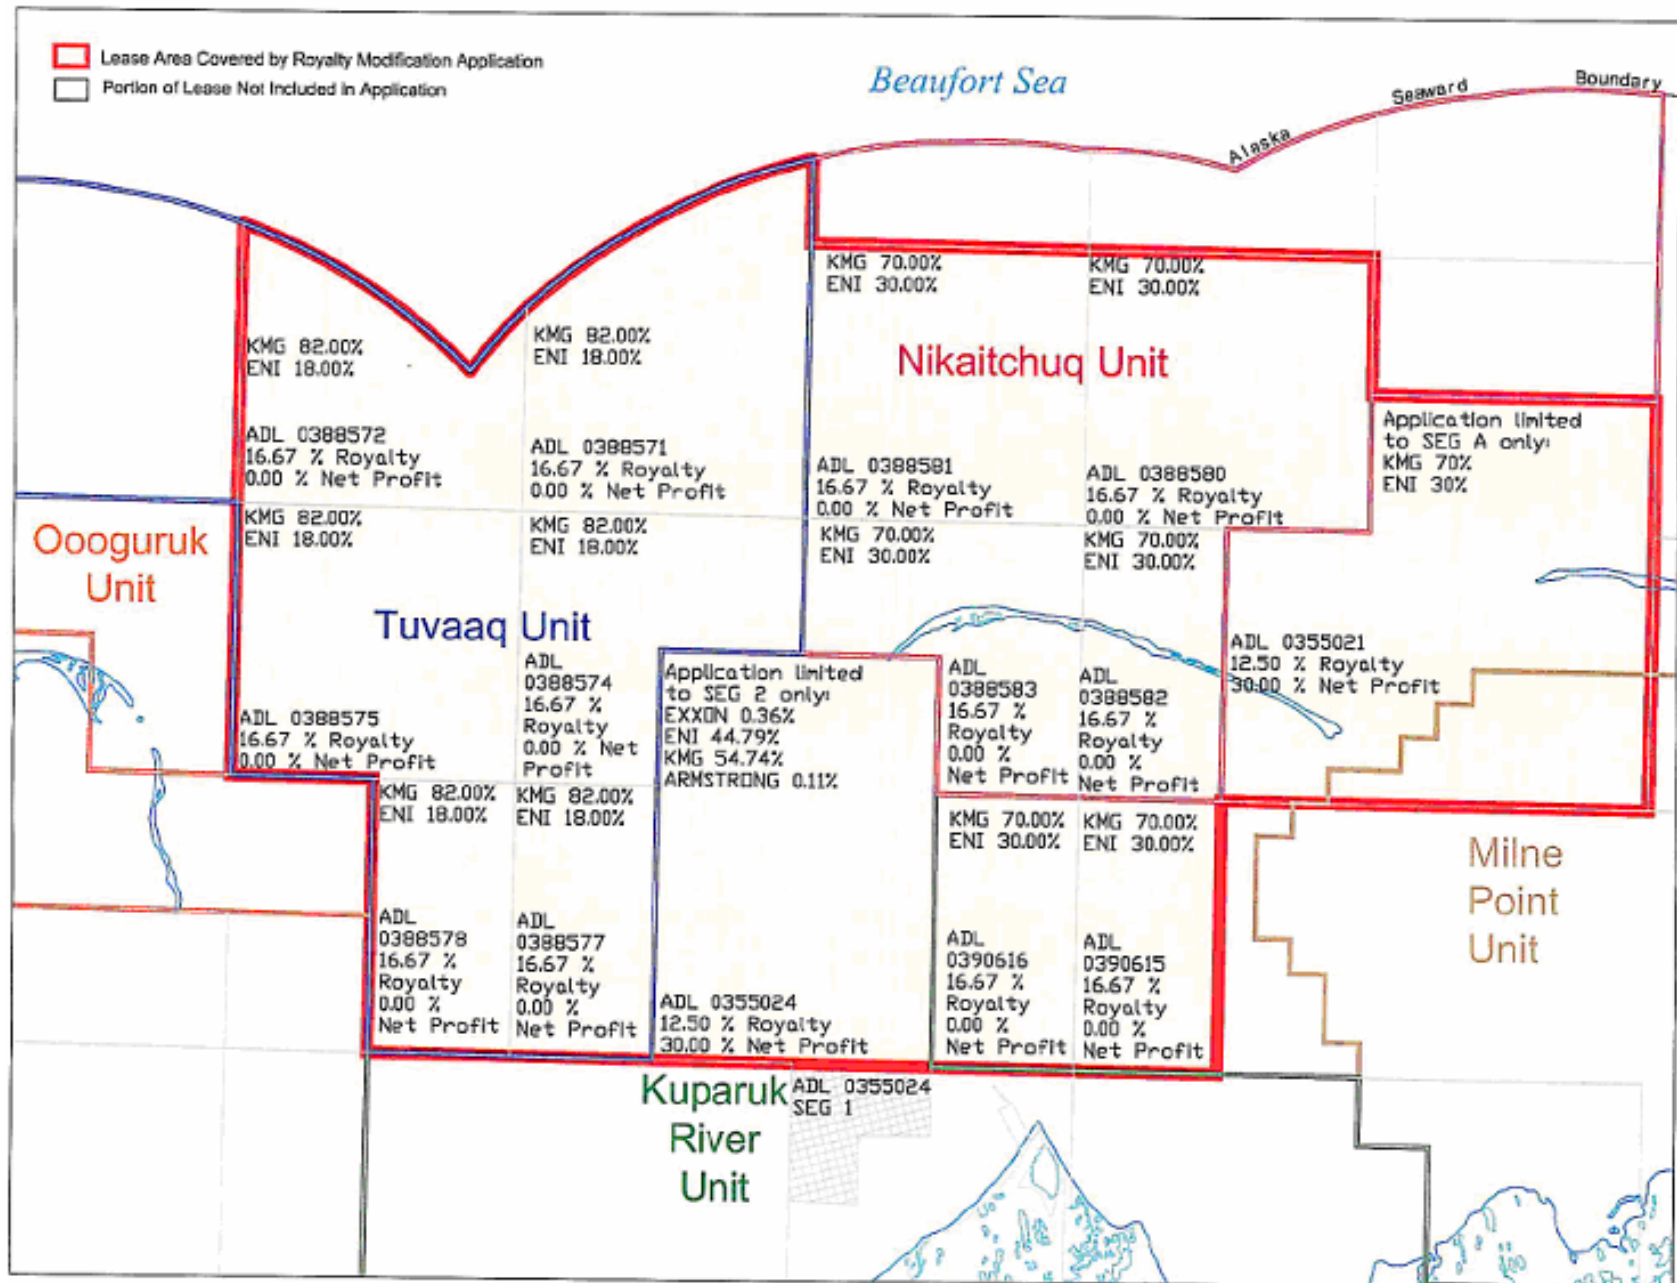 Lease Area Covered by Royalty Modification Application
Portion of Lease Not Included in Application
Beaufort Sea
Alaska
Seaward
Boundary
KMG 82.00%
ENI 18.00%
ADL 0388572
16.67 % Royalty
0.00 % Net Profit
KMG 82.00%
ENI 18.00%
ADL 0388571
16.67 % Royalty
0.00 % Net Profit
KMG 70.00%
ENI 30.00%
KMG 70.00%
ENI 30.00%
Nikaitchuq Unit
ADL 0388581
16.67 % Royalty
0.00 % Net Profit
ADL 0388580
16.67 % Royalty
0.00 % Net Profit
Application limited
to SEG A only:
KMG 70%
ENI 30%
Oooguruk
Unit
KMG 82.00%
ENI 18.00%
KMG 82.00%
ENI 18.00%
KMG 70.00%
ENI 30.00%
KMG 70.00%
ENI 30.00%
Tuvaaq Unit
ADL 0388575
16.67 % Royalty
0.00 % Net Profit
ADL
0388574
16.67 %
Royalty
0.00 % Net
Profit
Application limited
to SEG 2 only:
EXXON 0.36%
ENI 44.79%
KMG 54.74%
ARMSTRONG 0.11%
ADL
0388583
16.67 %
Royalty
0.00 %
Net Profit
ADL
0388582
16.67 %
Royalty
0.00 %
Net Profit
ADL 0355021
12.50 % Royalty
30.00 % Net Profit
KMG 82.00%
ENI 18.00%
KMG 82.00%
ENI 18.00%
KMG 70.00%
ENI 30.00%
KMG 70.00%
ENI 30.00%
Milne
Point
Unit
ADL
0388578
16.67 %
Royalty
0.00 %
Net Profit
ADL
0388577
16.67 %
Royalty
0.00 %
Net Profit
ADL 0355024
12.50 % Royalty
30.00 % Net Profit
ADL
0390616
16.67 %
Royalty
0.00 %
Net Profit
ADL
0390615
16.67 %
Royalty
0.00 %
Net Profit
Kuparuk
River
Unit
ADL 0355024
SEG 1